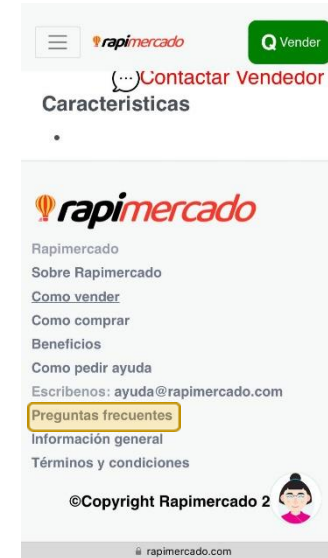 rapimercado
Q Vender
Contactar Vendedor
Caracteristicas
•
rapimercado
Rapimercado
Sobre Rapimercado
Como vender
Como comprar
Beneficios
Como pedir ayuda
Escribenos: ayuda@rapimercado.com
Preguntas frecuentes
Información general
Términos y condiciones
©Copyright Rapimercado 2
rapimercado.com